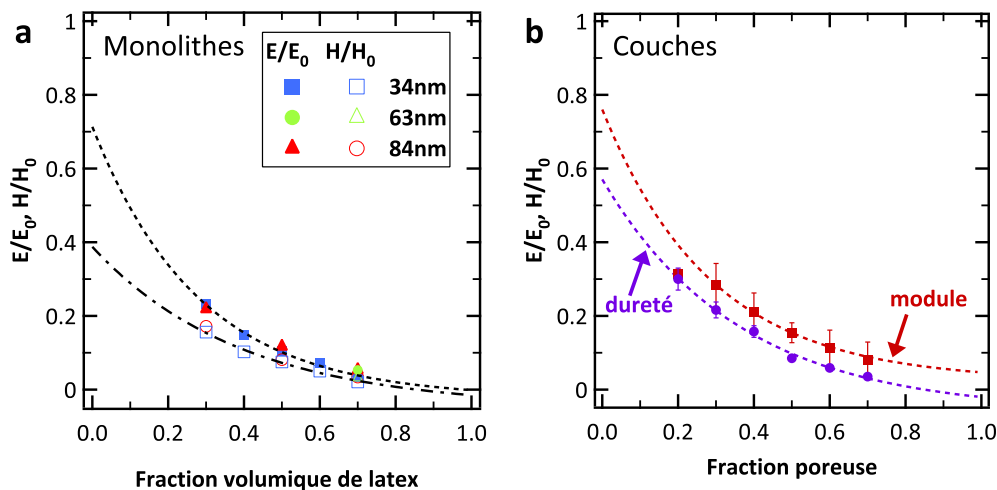 a
Monolithes
E/E0 H/H0
34nm
63nm
84nm
1
0.8
0.6
0.4
0.2
0
E/E0, H/H0
0.0 0.2 0.4 0.6 0.8 1.0
Fraction volumique de latex
b
Couches
1
0.8
0.6
0.4
0.2
0
E/E0, H/H0
dureté
module
0.0 0.2 0.4 0.6 0.8 1.0
Fraction poreuse